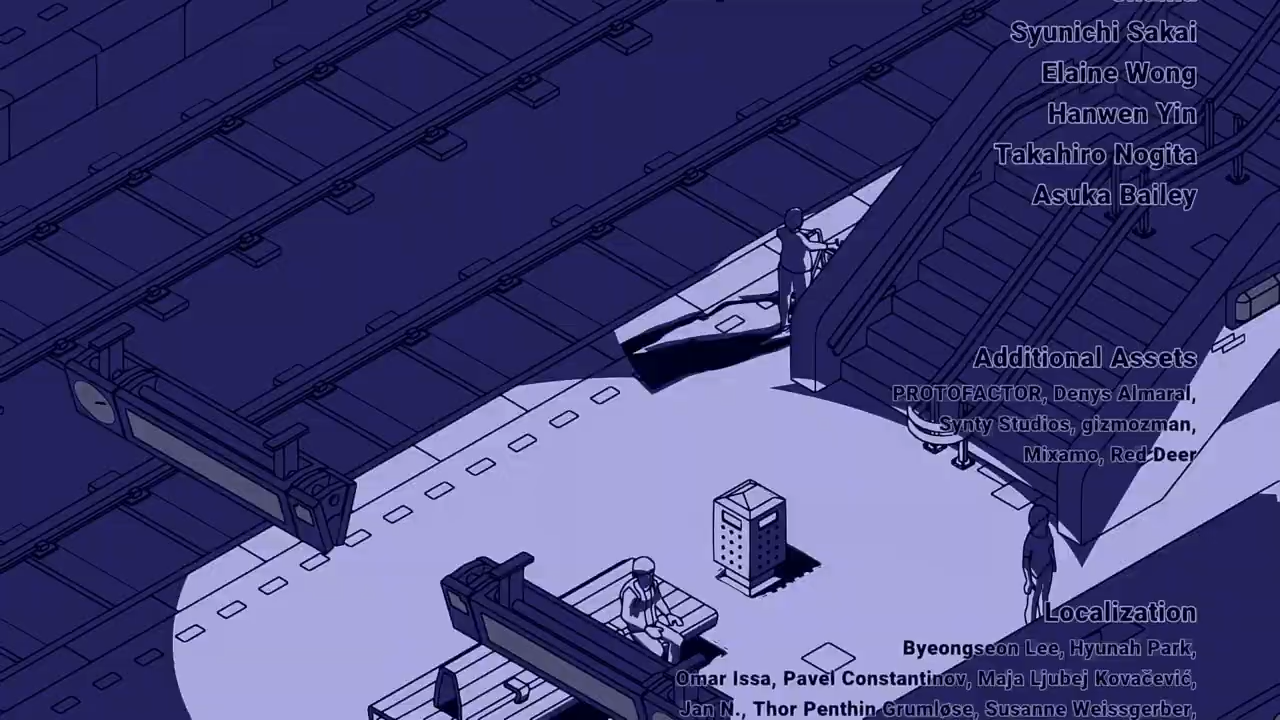 Syunichi Sakai
Elaine Wong
Hanwen Yin
Takahiro Nogita
Asuka Bailey
Additional Assets
PROTOFACTOR, Denys Almaral,
Synty Studios, gizmozman,
Mixamo, Red Deer
Localization
Byeongseon Lee, Hyunah Park,
Omar Issa, Pavel Constantinov, Maja Ljubej Kovačević,
Jan N., Thor Penthin Grumløse, Susanne Weissgerber,